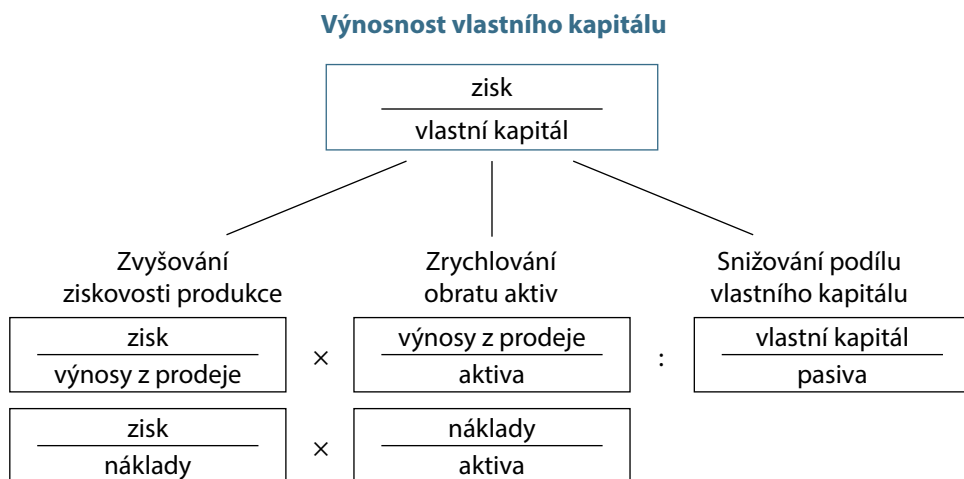 Výnosnost vlastního kapitálu
zisk
vlastní kapitál
Zvyšování
ziskovosti produkce
Zrychlování
obratu aktiv
Snižování podílu
vlastního kapitálu
zisk
výnosy z prodeje
×
výnosy z prodeje
aktiva
:
vlastní kapitál
pasiva
zisk
náklady
×
náklady
aktiva